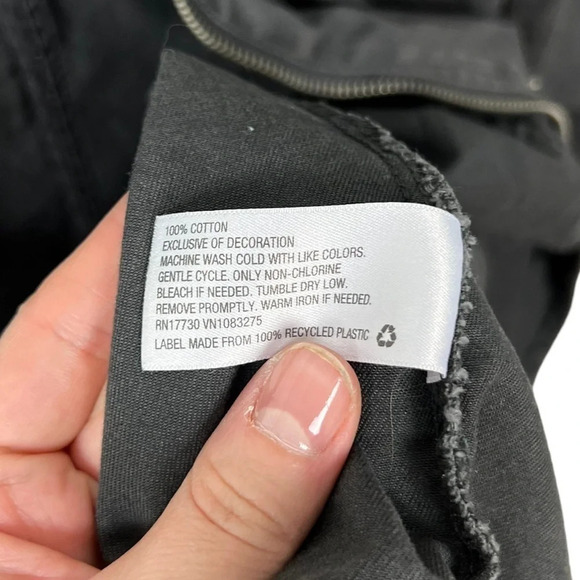 100% COTTON
EXCLUSIVE OF DECORATION
MACHINE WASH COLD WITH LIKE COLORS.
GENTLE CYCLE. ONLY NON-CHLORINE
BLEACH IF NEEDED. TUMBLE DRY LOW.
REMOVE PROMPTLY. WARM IRON IF NEEDED.
RN17730 VN1083275
LABEL MADE FROM 100% RECYCLED PLASTIC